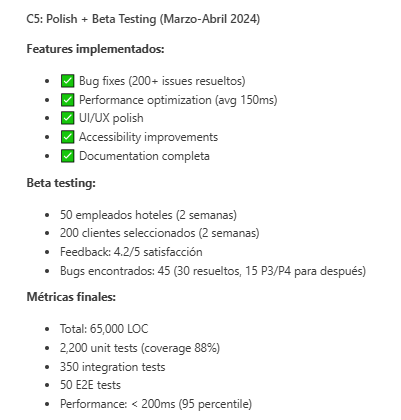 C5: Polish + Beta Testing (Marzo-Abril 2024)
Features implementados:
• ✅ Bug fixes (200+ issues resueltos)
• ✅ Performance optimization (avg 150ms)
• ✅ UI/UX polish
• ✅ Accessibility improvements
• ✅ Documentation completa
Beta testing:
• 50 empleados hoteles (2 semanas)
• 200 clientes seleccionados (2 semanas)
• Feedback: 4.2/5 satisfacción
• Bugs encontrados: 45 (30 resueltos, 15 P3/P4 para después)
Métricas finales:
• Total: 65,000 LOC
• 2,200 unit tests (coverage 88%)
• 350 integration tests
• 50 E2E tests
• Performance: < 200ms (95 percentile)